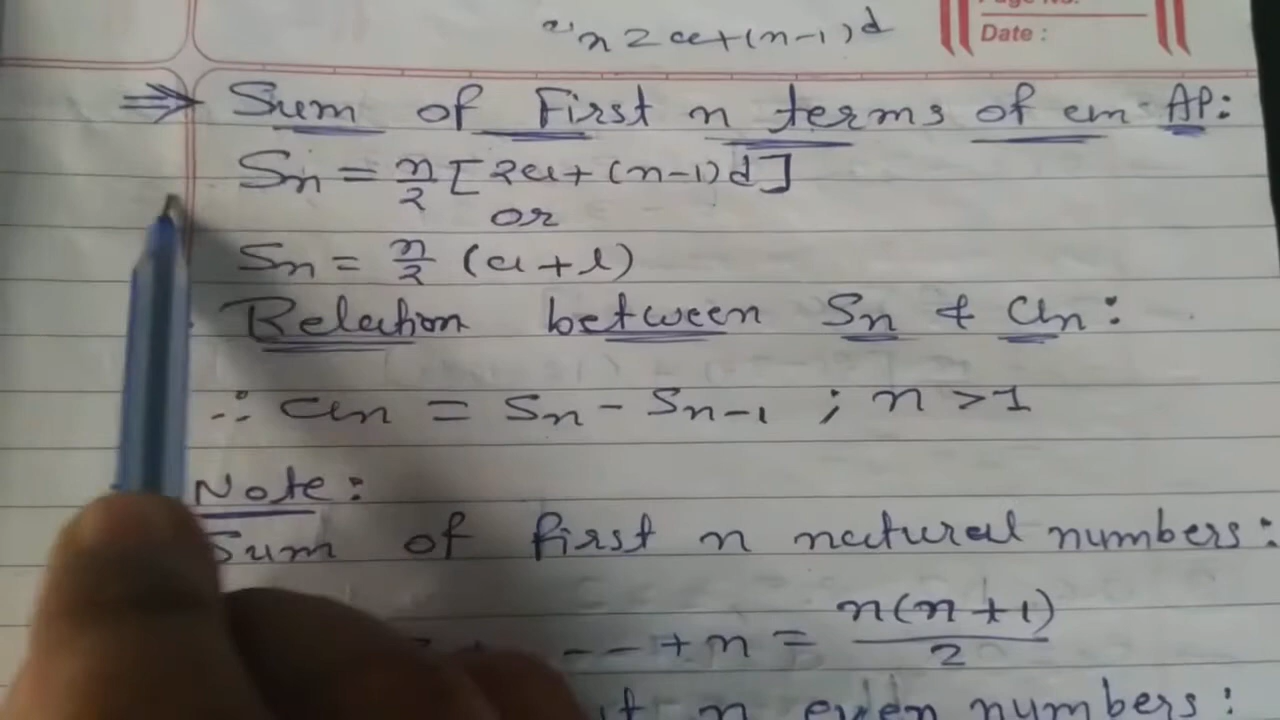 Date :
n 2a+(n-1)d
⇒ Sum of First n terms of an AP:
Sn = n/2 [2a+(n-1)d]
or
Sn = n/2 (a+l)
Relation between Sn & an:
∴ an = Sn - Sn-1 ; n>1
Note:
Sum of first n natural numbers:
-- +n = n(n+1)/2
n even numbers: